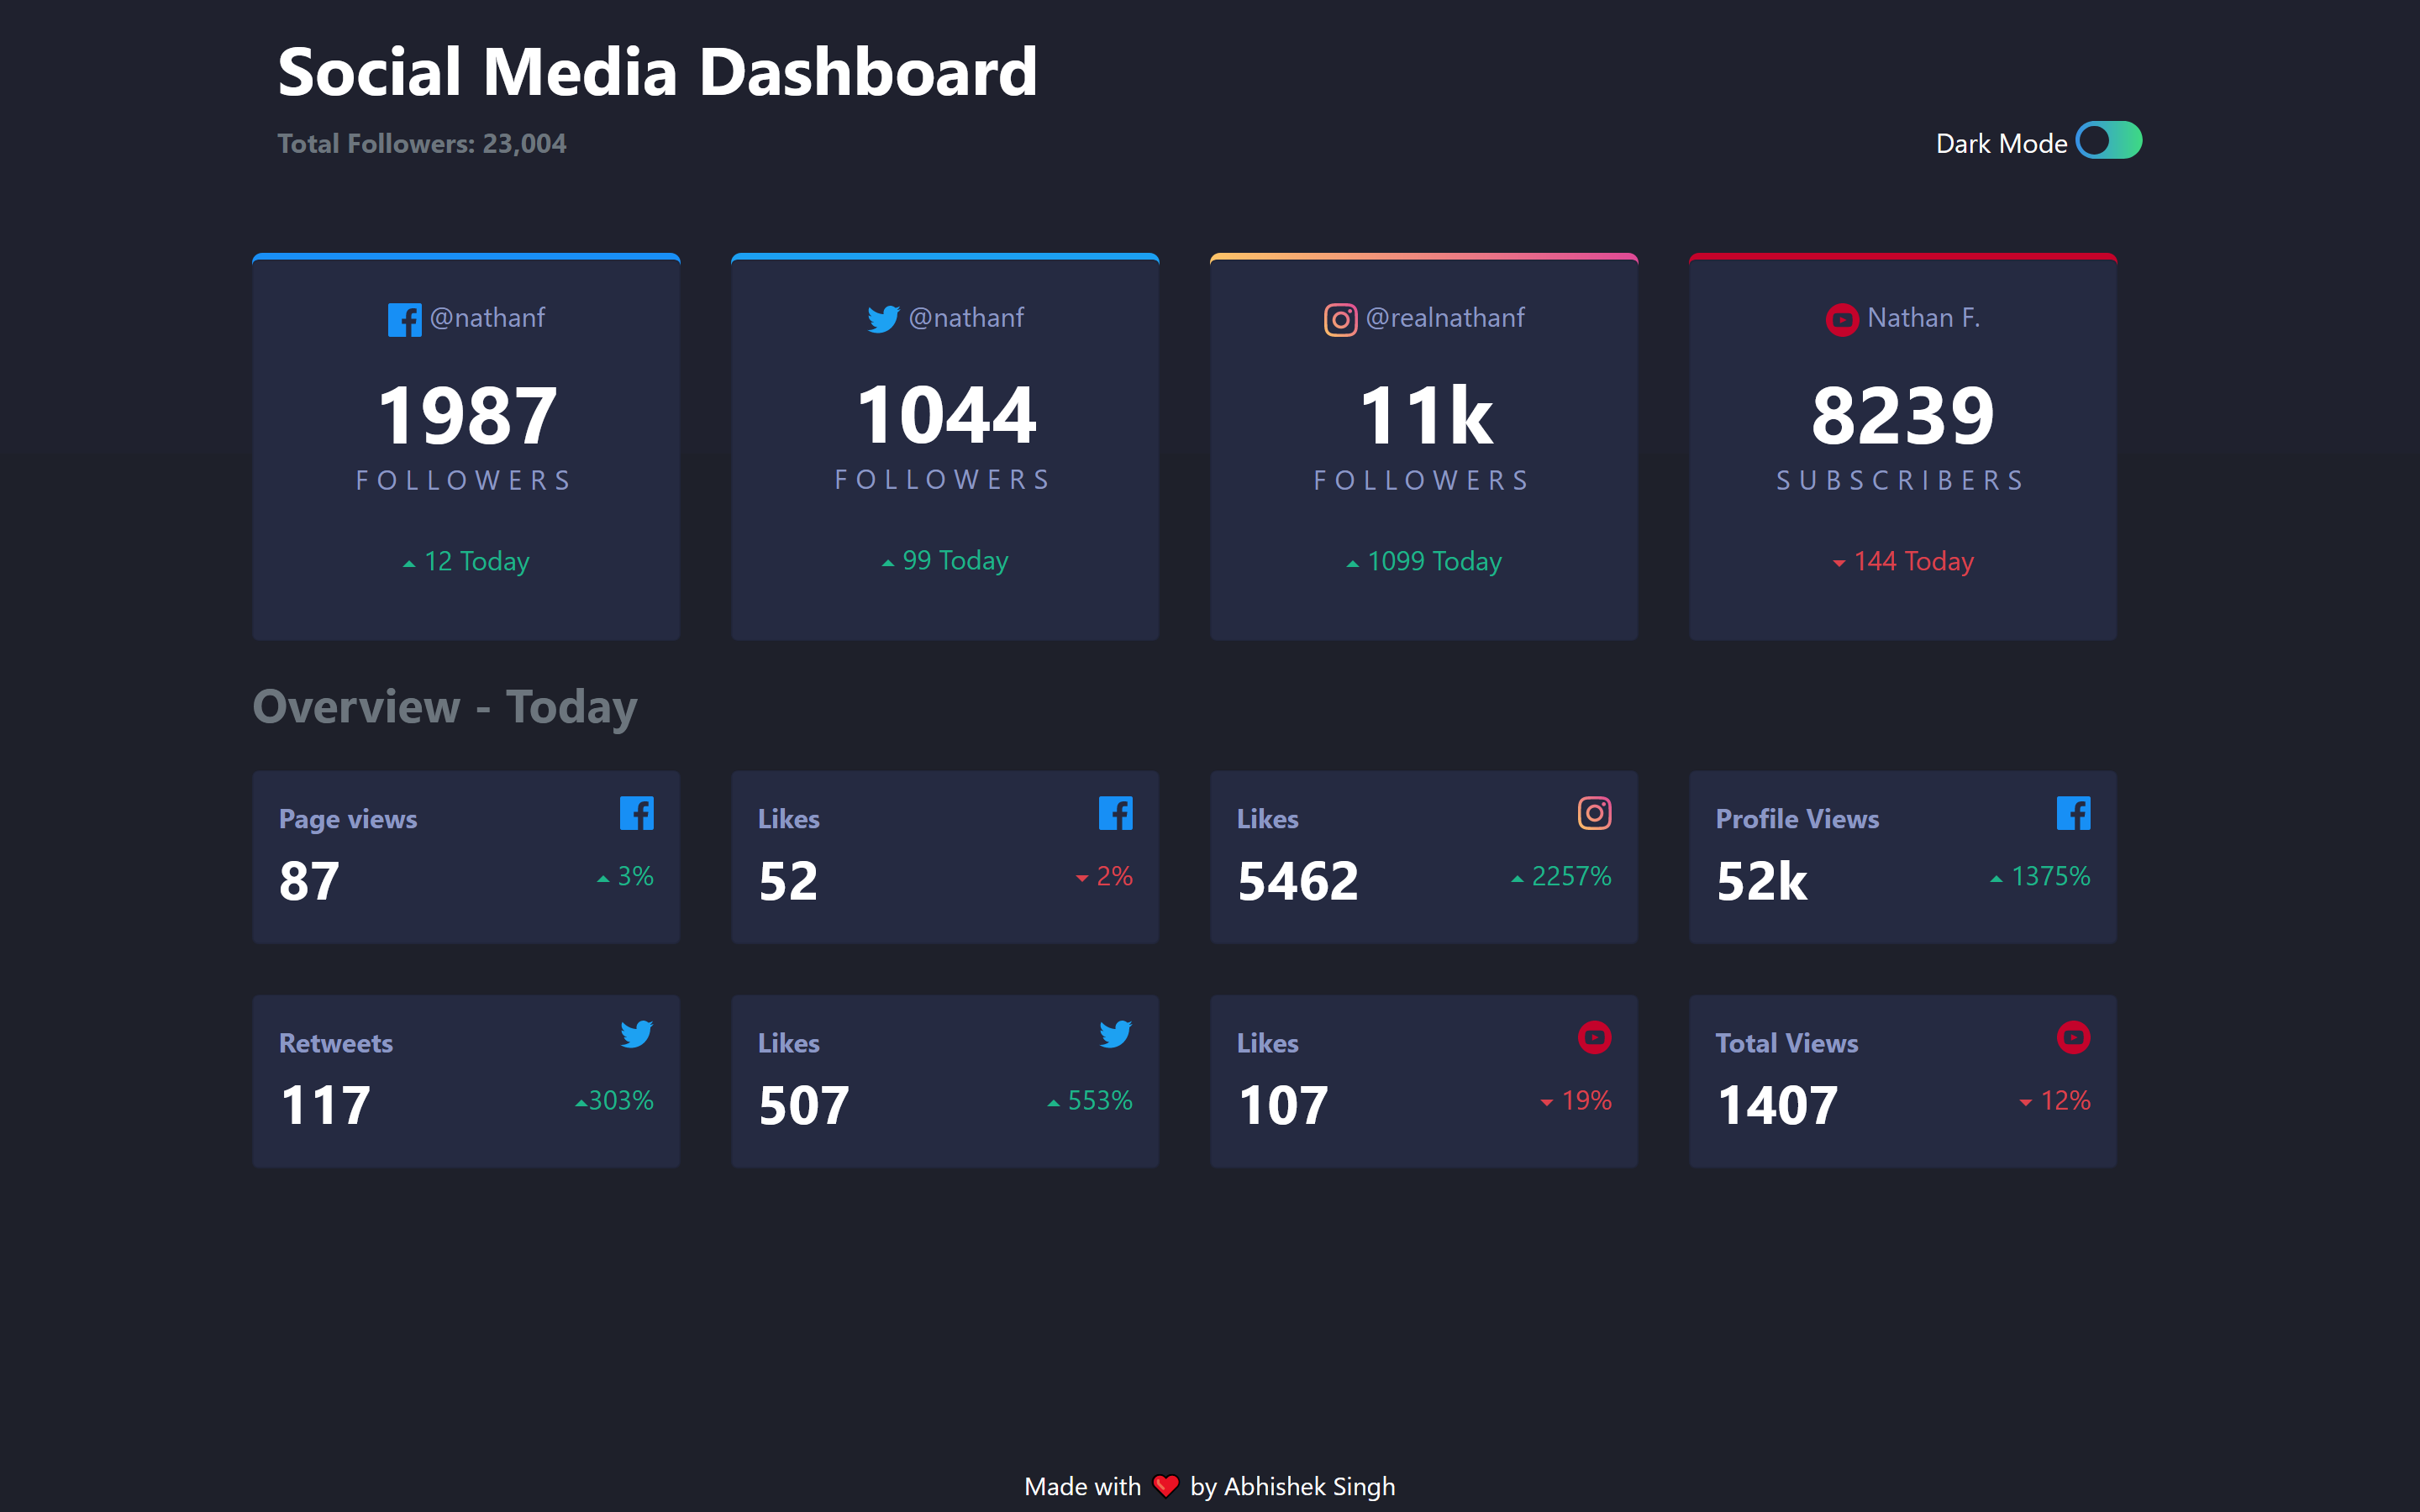 Social Media Dashboard
Total Followers: 23,004
Dark Mode
@nathanf
1987
FOLLOWERS
12 Today
@nathanf
1044
FOLLOWERS
99 Today
@realnathanf
11k
FOLLOWERS
1099 Today
Nathan F.
8239
SUBSCRIBERS
144 Today
Overview - Today
Page views
87
3%
Likes
52
2%
Likes
5462
2257%
Profile Views
52k
1375%
Retweets
117
303%
Likes
507
553%
Likes
107
19%
Total Views
1407
12%
Made with ❤ by Abhishek Singh